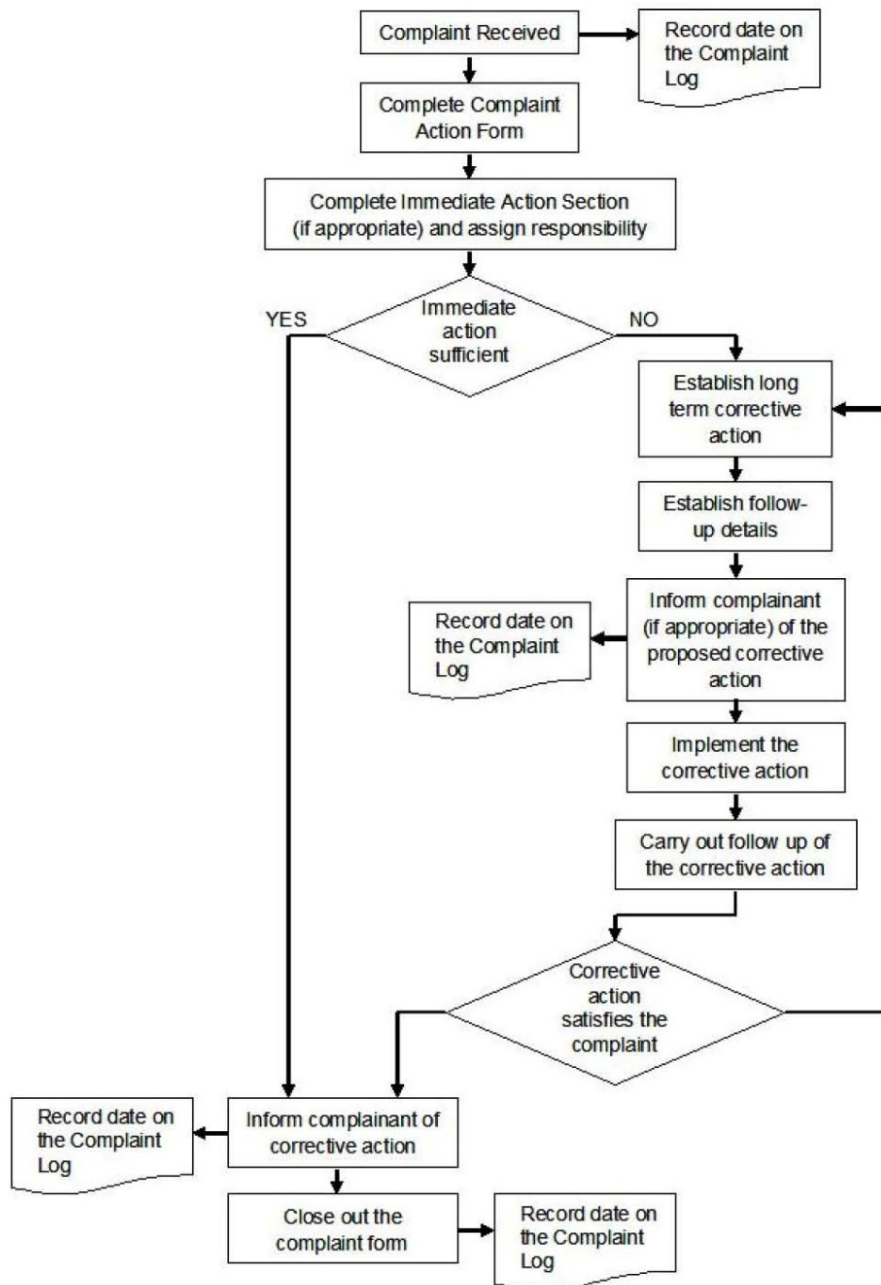 Complaint Received
Record date on
the Complaint
Log
Complete Complaint
Action Form
Complete Immediate Action Section
(if appropriate) and assign responsibility
YES
Immediate
action
sufficient
NO
Establish long
term corrective
action
Establish follow-
up details
Record date on
the Complaint
Log
Inform complainant
(if appropriate) of the
proposed corrective
action
Implement the
corrective action
Carry out follow up of
the corrective action
Corrective
action
satisfies the
complaint
Record date on
the Complaint
Log
Inform complainant of
corrective action
Close out the
complaint form
Record date on
the Complaint
Log